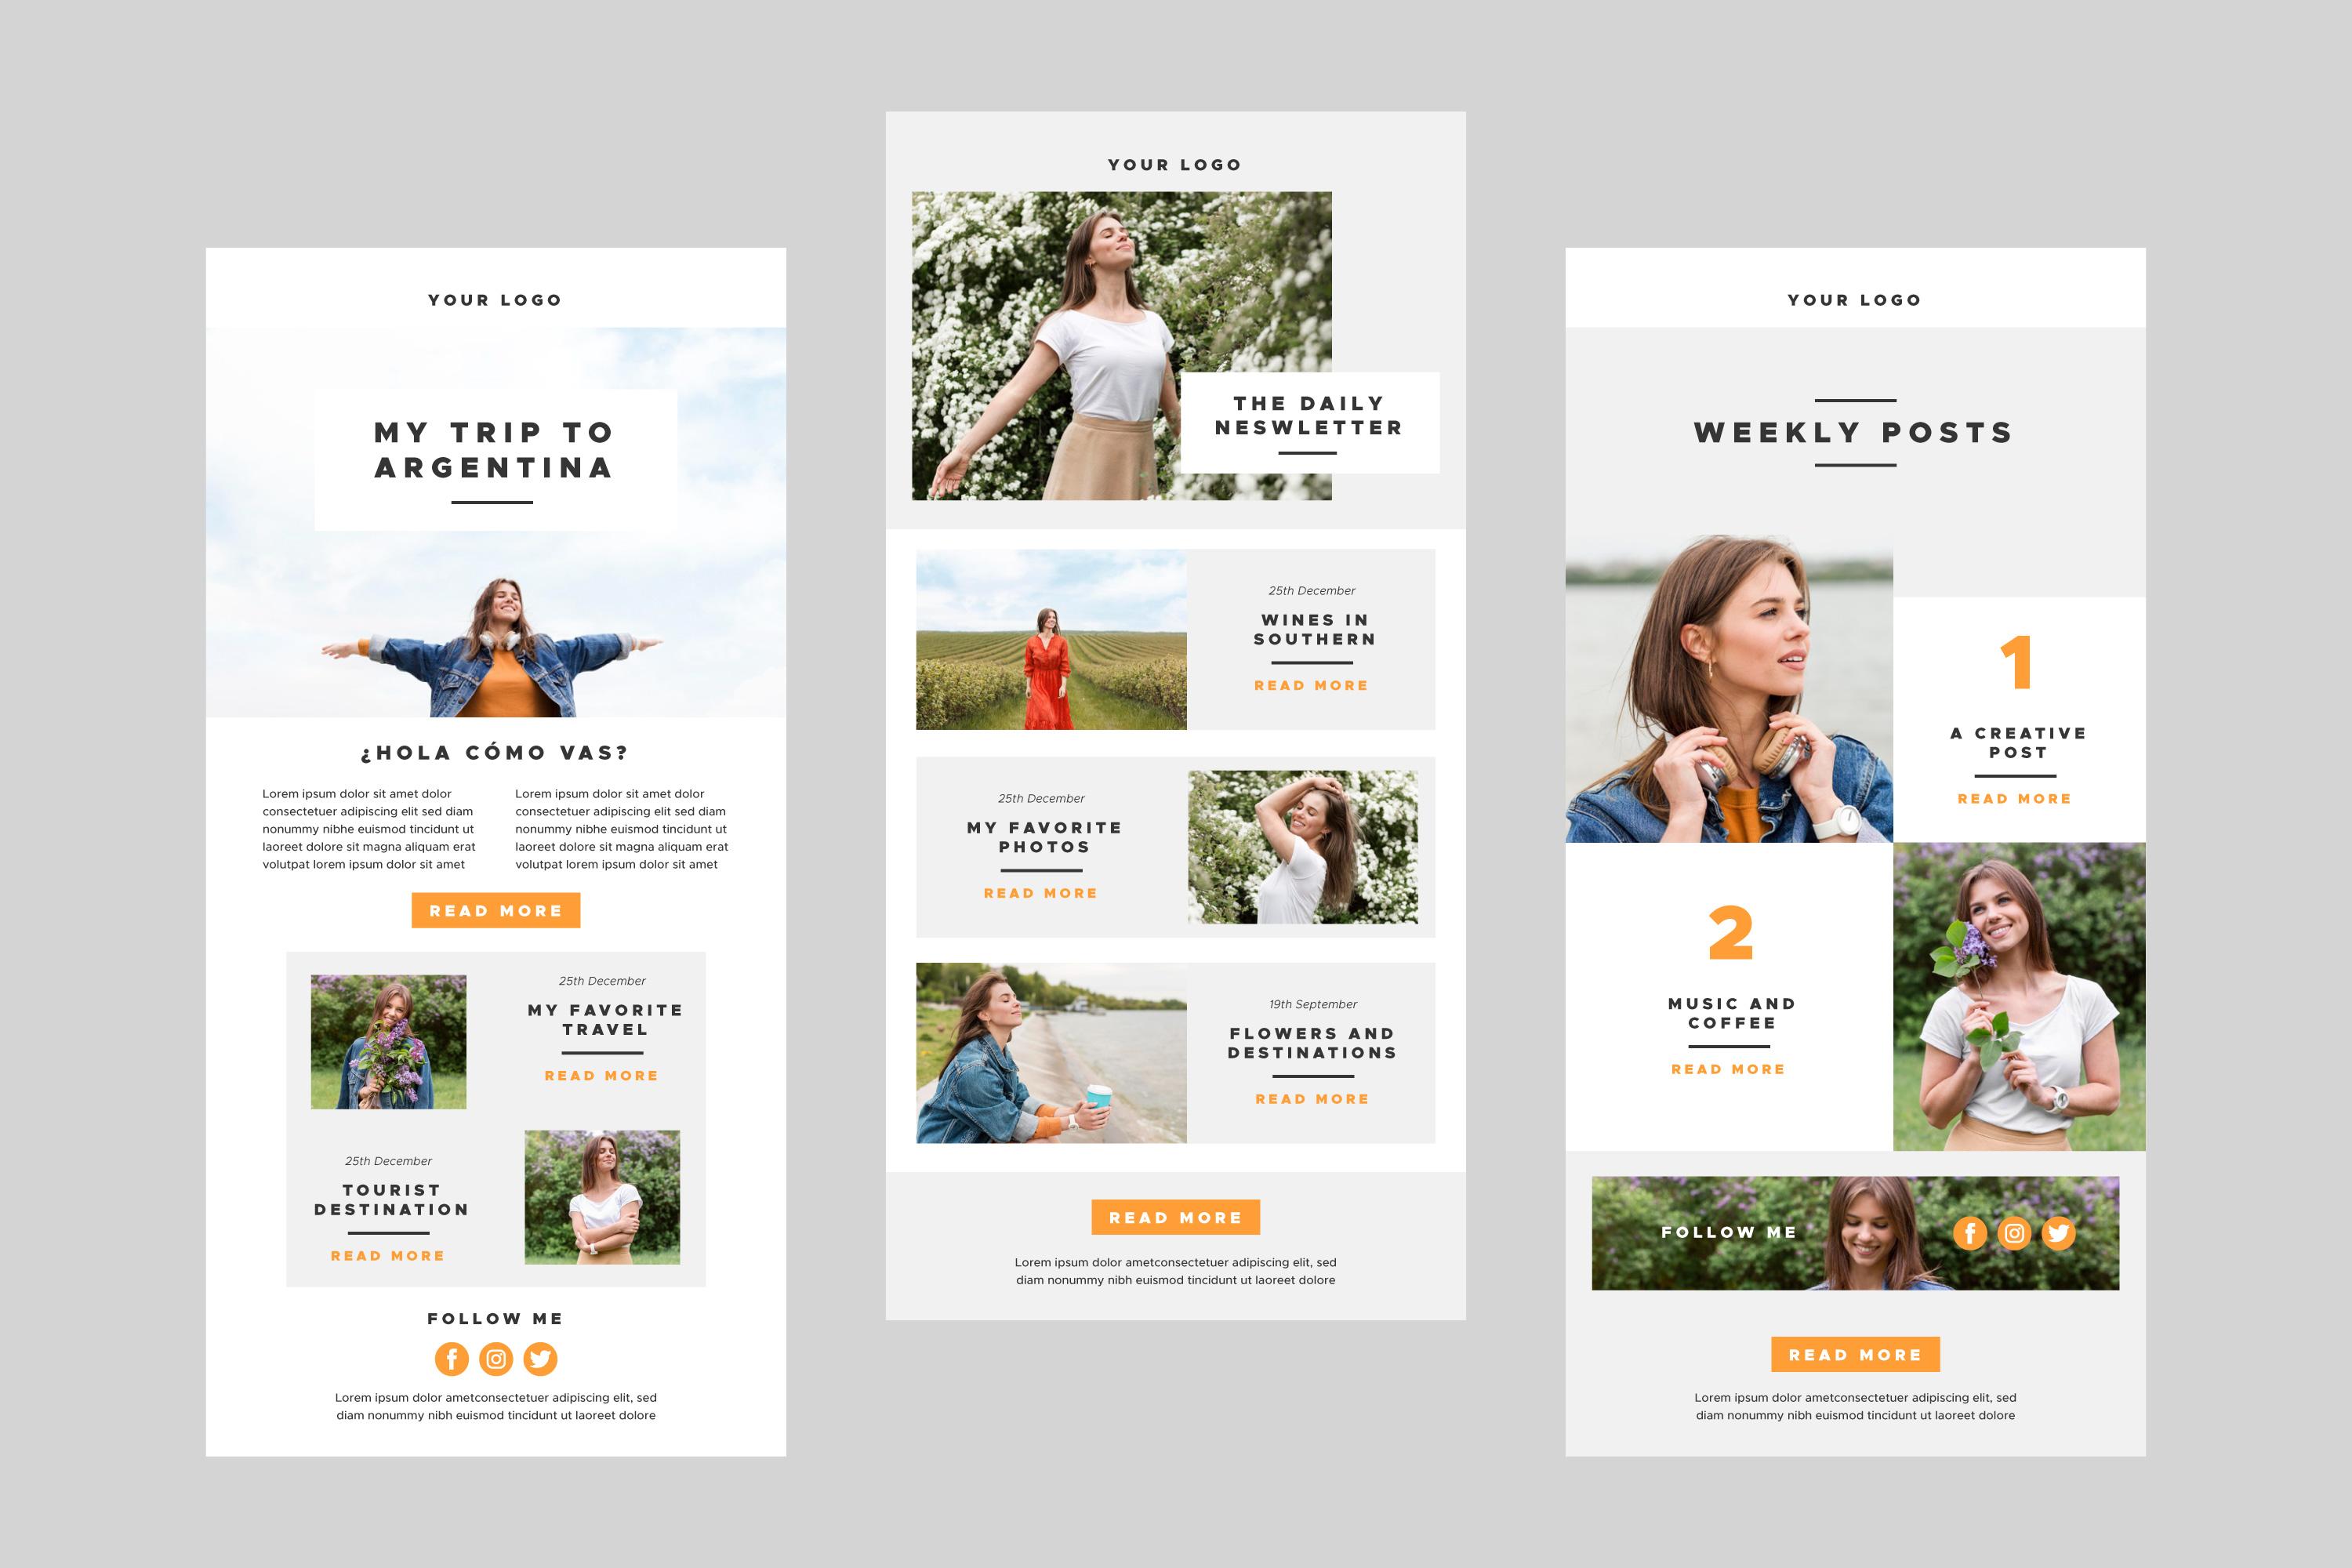 YOUR LOGO
MY TRIP TO
ARGENTINA
¿HOLA CÓMO VAS?
Lorem ipsum dolor sit amet dolor
consectetuer adipiscing elit sed diam
nonummy nibhe euismod tincidunt ut
laoreet dolore sit magna aliquam erat
volutpat lorem ipsum dolor sit amet
Lorem ipsum dolor sit amet dolor
consectetuer adipiscing elit sed diam
nonummy nibhe euismod tincidunt ut
laoreet dolore sit magna aliquam erat
volutpat lorem ipsum dolor sit amet
READ MORE
25th December
MY FAVORITE
TRAVEL
READ MORE
25th December
TOURIST
DESTINATION
READ MORE
FOLLOW ME
Lorem ipsum dolor ametconsectetuer adipiscing elit, sed
diam nonummy nibh euismod tincidunt ut laoreet dolore
YOUR LOGO
THE DAILY
NESWLETTER
25th December
WINES IN
SOUTHERN
READ MORE
25th December
MY FAVORITE
PHOTOS
READ MORE
19th September
FLOWERS AND
DESTINATIONS
READ MORE
READ MORE
Lorem ipsum dolor ametconsectetuer adipiscing elit, sed
diam nonummy nibh euismod tincidunt ut laoreet dolore
YOUR LOGO
WEEKLY POSTS
1
A CREATIVE
POST
READ MORE
2
MUSIC AND
COFFEE
READ MORE
FOLLOW ME
READ MORE
Lorem ipsum dolor ametconsectetuer adipiscing elit, sed
diam nonummy nibh euismod tincidunt ut laoreet dolore